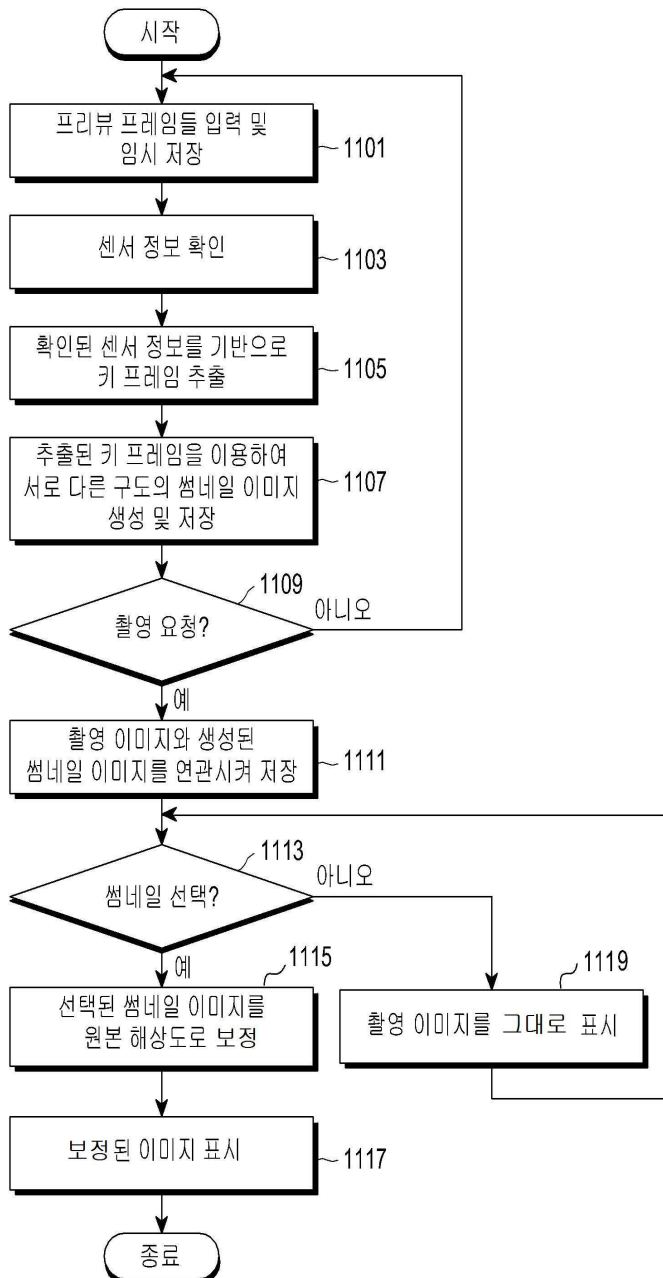 시작
프리뷰 프레임들 입력 및
임시 저장
1101
센서 정보 확인
1103
확인된 센서 정보를 기반으로
키 프레임 추출
1105
추출된 키 프레임을 이용하여
서로 다른 구도의 썸네일 이미지
생성 및 저장
1107
1109
촬영 요청?
아니오
예
촬영 이미지와 생성된
썸네일 이미지를 연관시켜 저장
1111
1113
썸네일 선택?
아니오
예
1115
선택된 썸네일 이미지를
원본 해상도로 보정
1119
촬영 이미지를 그대로 표시
보정된 이미지 표시
1117
종료